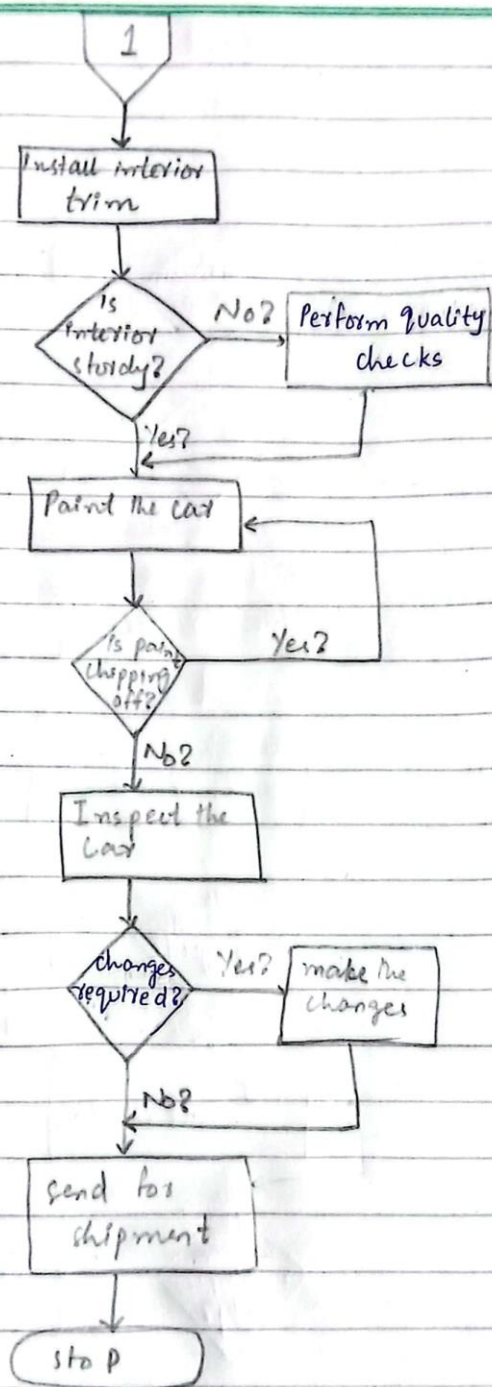 1
Install interior
trim
Is
interior
sturdy?
No?
Perform quality
checks
Yes?
Paint the car
Is paint
chipping
off?
Yes?
No?
Inspect the
car
changes
required?
Yes?
make the
changes
No?
send for
shipment
stop